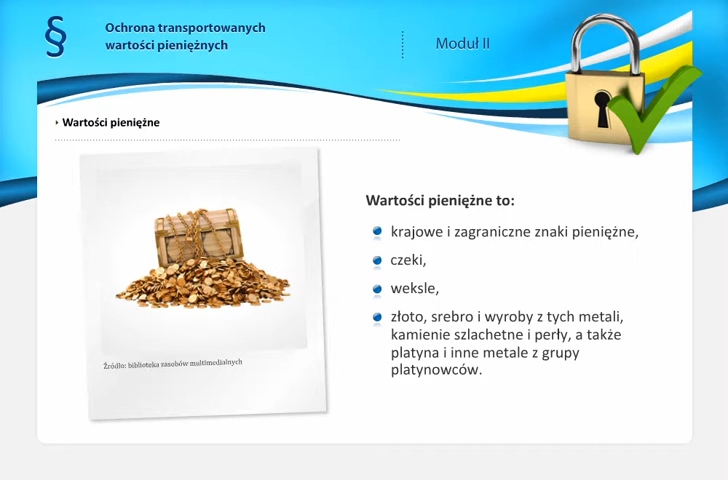 §
Ochrona transportowanych
wartości pieniężnych
Moduł II
Wartości pieniężne
Źródło: biblioteka zasobów multimedialnych
Wartości pieniężne to:
krajowe i zagraniczne znaki pieniężne,
czeki,
weksle,
złoto, srebro i wyroby z tych metali,
kamienie szlachetne i perły, a także
platyna i inne metale z grupy
platynowców.